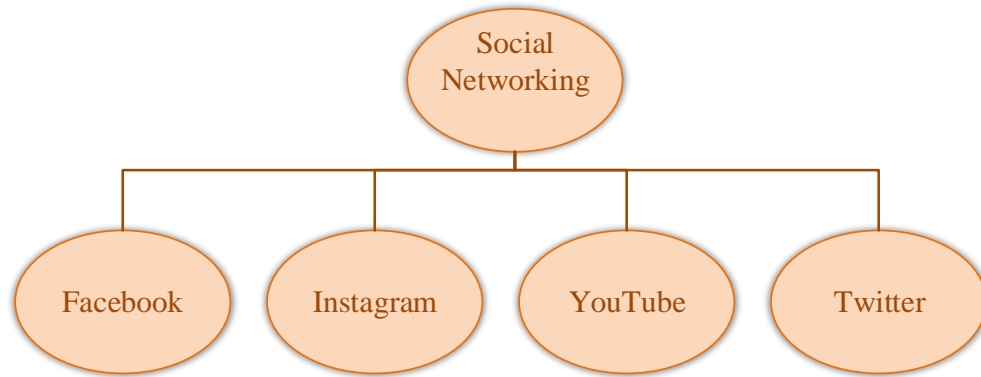 Social
Networking
Facebook
Instagram
YouTube
Twitter